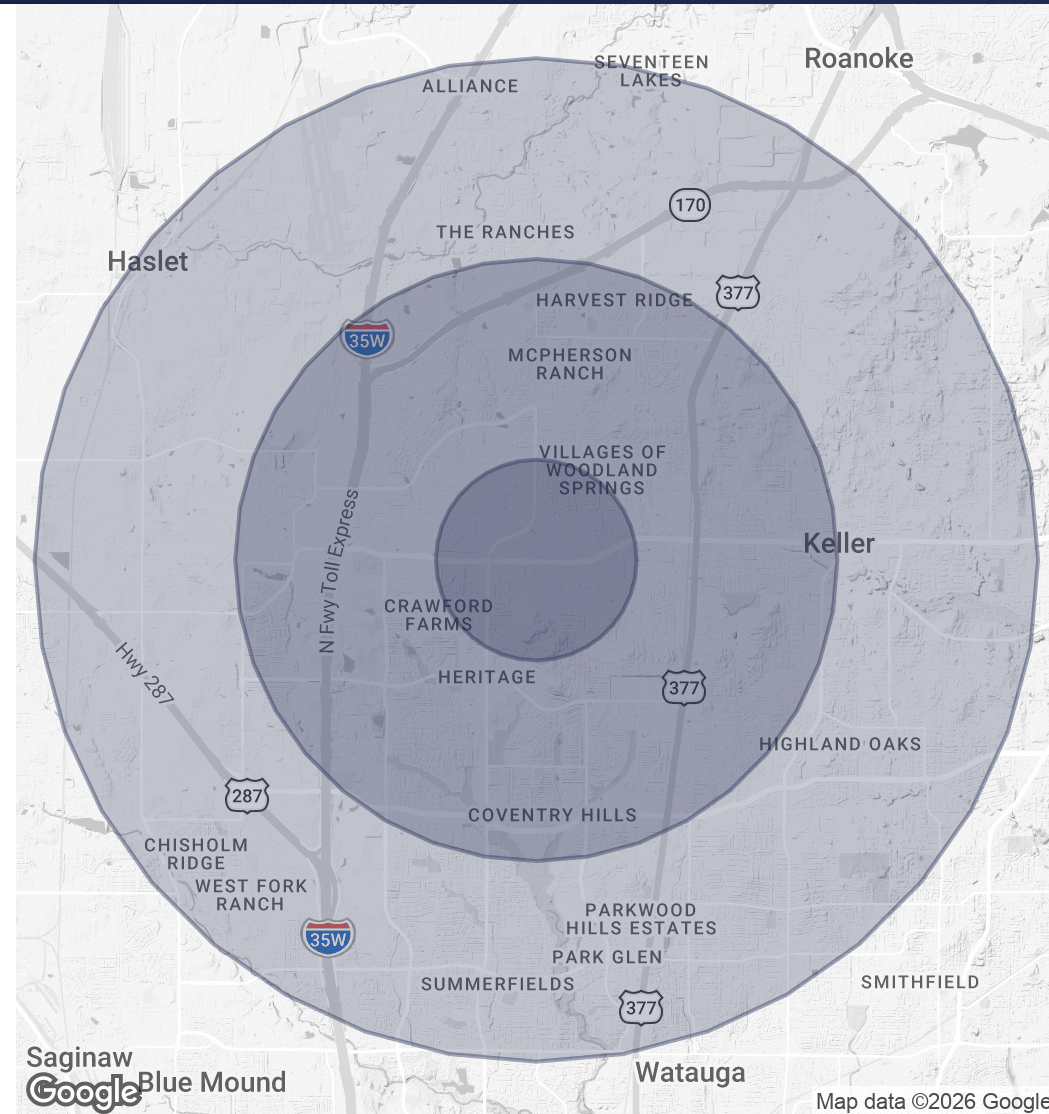 Roanoke
SEVENTEEN
LAKES
ALLIANCE
170
THE RANCHES
Haslet
377
HARVEST RIDGE
35W
MCPHERSON
RANCH
VILLAGES OF
WOODLAND
SPRINGS
N Fwy Toll Express
Keller
CRAWFORD
FARMS
Hwy 287
HERITAGE
377
HIGHLAND OAKS
287
COVENTRY HILLS
CHISHOLM
RIDGE
WEST FORK
RANCH
PARKWOOD
HILLS ESTATES
35W
PARK GLEN
SUMMERFIELDS
SMITHFIELD
377
Saginaw
Watauga
Blue Mound
Google
Map data ©2026 Google